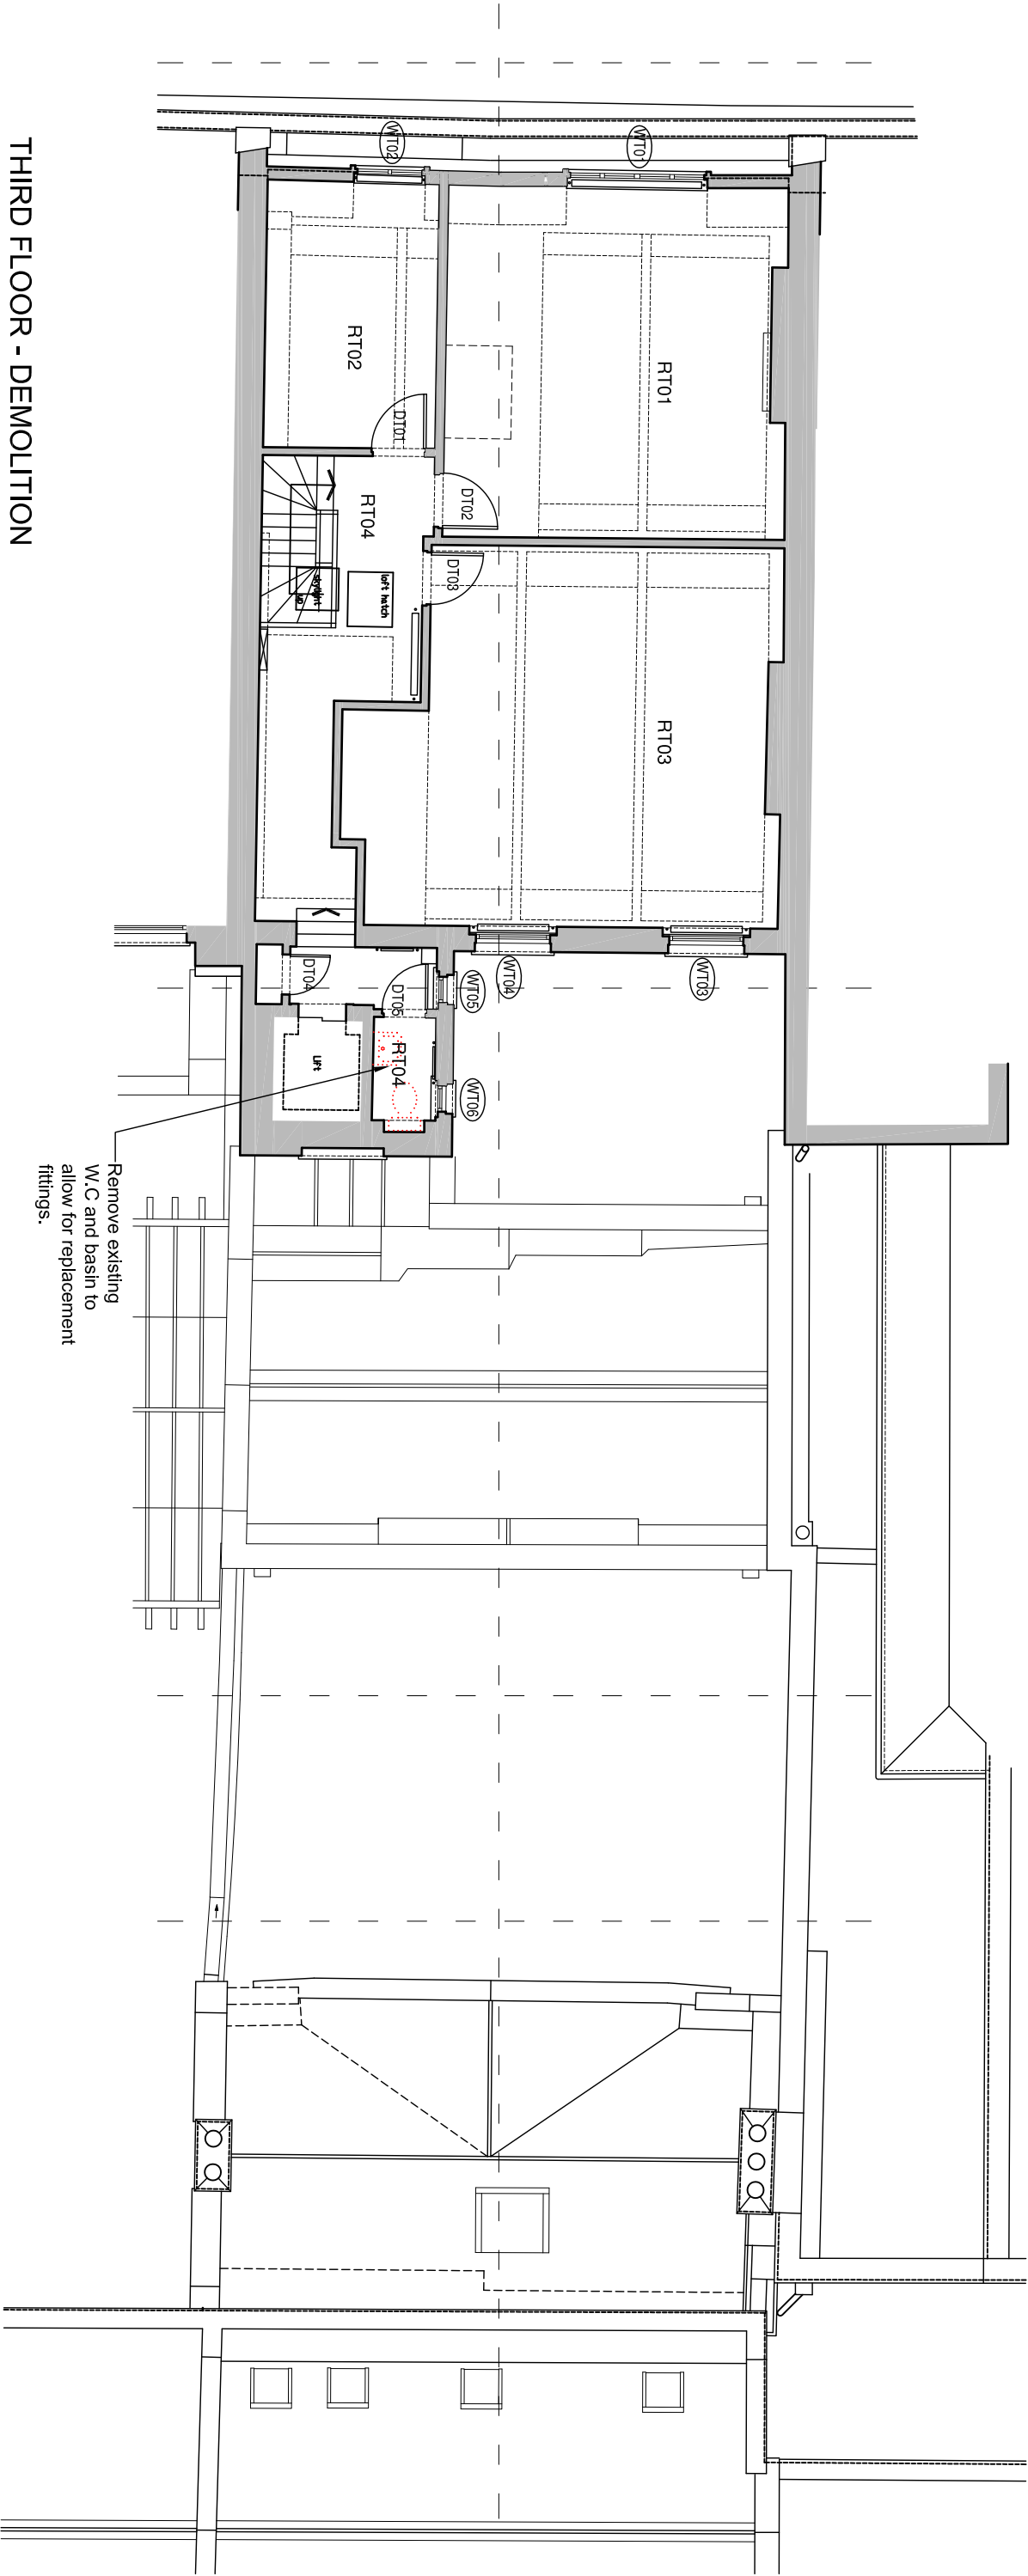 THIRD FLOOR - DEMOLITION
WT01
WT02
RT01
RT02
DT01
DT02
RT04
DT03
loft hatch
skylight
RT03
WT03
WT04
WT05
DT04
DT05
RT04
Lift
WT06
Remove existing
W.C and basin to
allow for replacement
fittings.